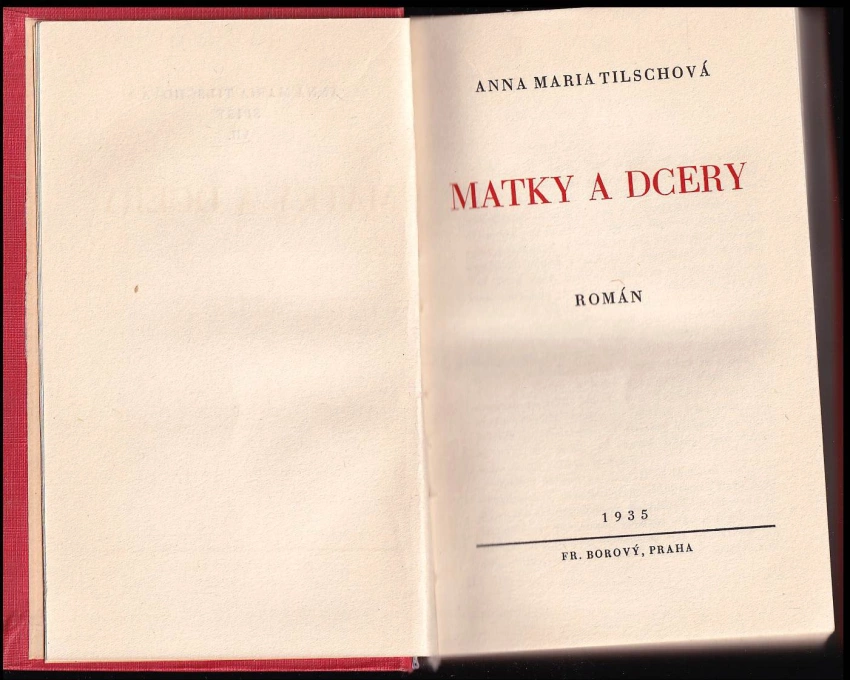 ANNA MARIA TILSCHOVÁ
MATKY A DCERY
ROMÁN
1935
FR. BOROVÝ, PRAHA